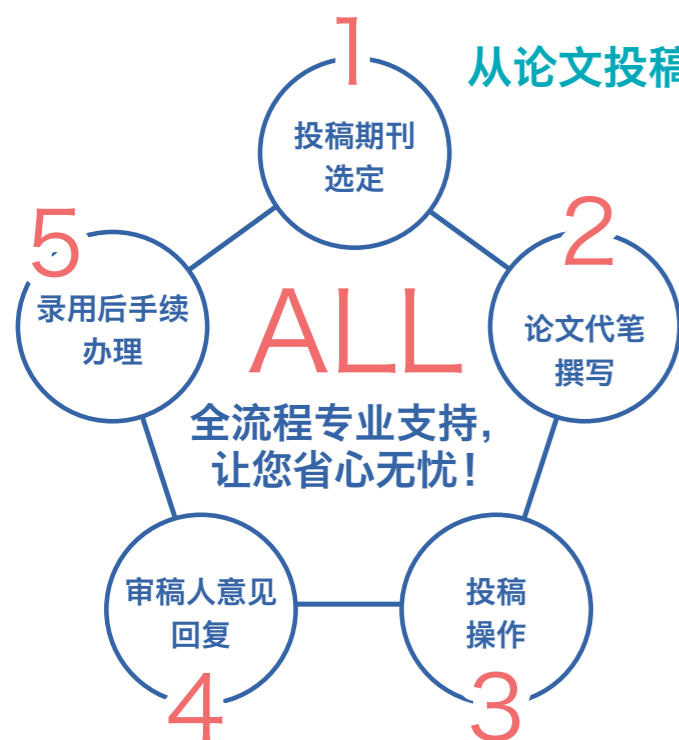 从论文投稿
1
投稿期刊
选定
2
论文代笔
撰写
3
投稿
操作
4
审稿人意见
回复
5
录用后手续
办理
ALL
全流程专业支持，
让您省心无忧！